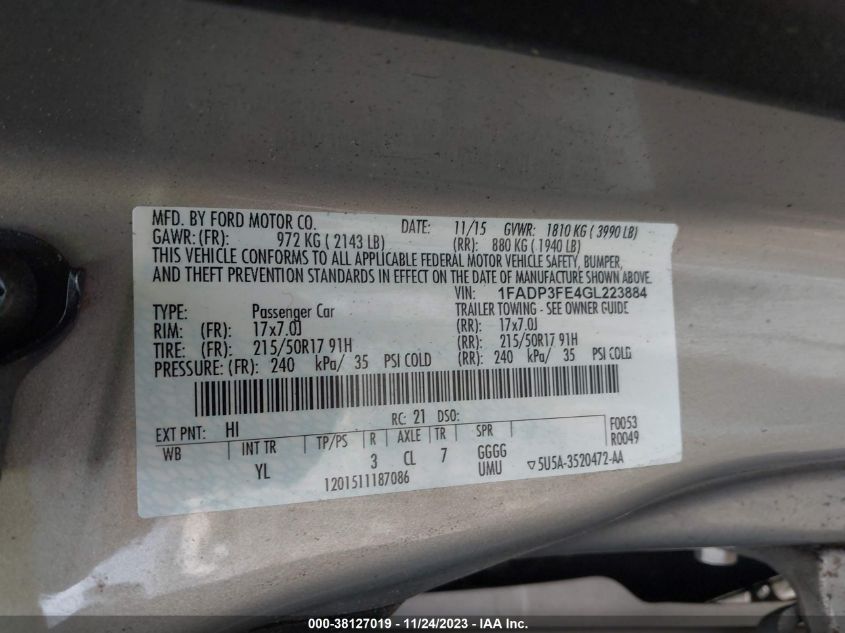 MFD. BY FORD MOTOR CO. DATE: 11/15 GVWR: 1810 KG ( 3990 LB)
GAWR: (FR): 972 KG ( 2143 LB) (RR): 880 KG ( 1940 LB)
THIS VEHICLE CONFORMS TO ALL APPLICABLE FEDERAL MOTOR VEHICLE SAFETY, BUMPER,
AND THEFT PREVENTION STANDARDS IN EFFECT ON THE DATE OF MANUFACTURE SHOWN ABOVE.
VIN: 1FADP3FE4GL223884
TYPE: Passenger Car TRAILER TOWING - SEE OWNER GUIDE
RIM: (FR): 17x7.0J (RR): 17x7.0J
TIRE: (FR): 215/50R17 91H (RR): 215/50R17 91H
PRESSURE: (FR): 240 kPa/ 35 PSI COLD (RR): 240 kPa/ 35 PSI COLD
EXT PNT: HI RC: 21 DSO: F0053
WB INT TR TP/PS R AXLE TR SPR R0049
YL 3 CL 7 GGGG
UMU ▽5U5A-3520472-AA
1201511187086
000-38127019 - 11/24/2023 - IAA Inc.